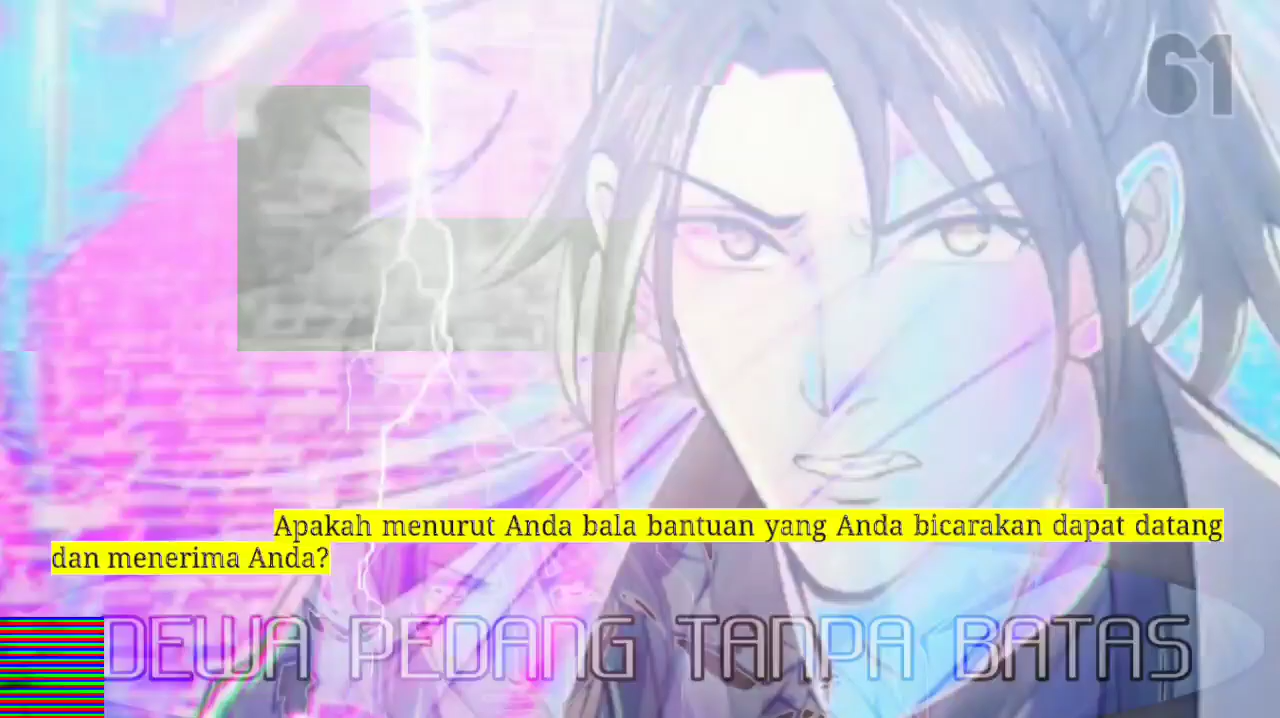 61
Apakah menurut Anda bala bantuan yang Anda bicarakan dapat datang
dan menerima Anda?
DEWA PEDANG TANPA BATAS